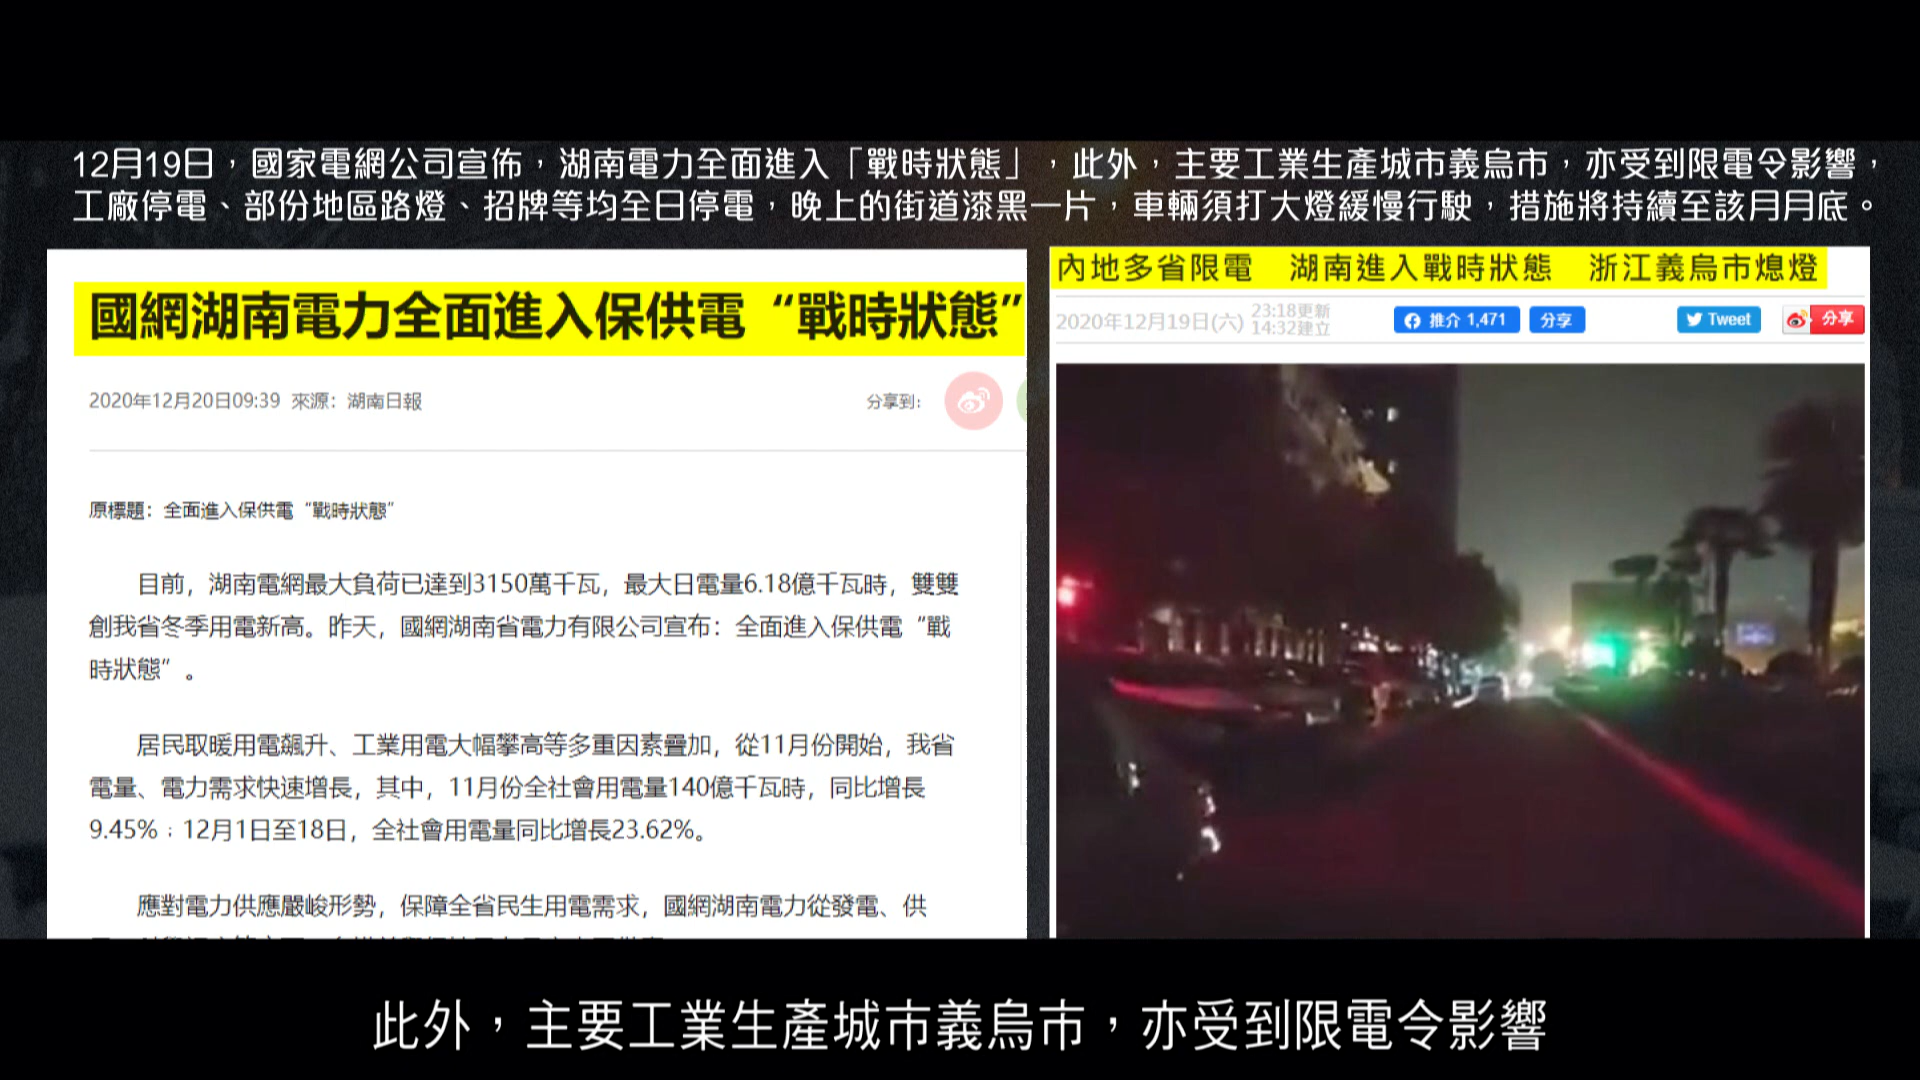 12月19日，國家電網公司宣佈，湖南電力全面進入「戰時狀態」，此外，主要工業生產城市義烏市，亦受到限電令影響，
工廠停電、部份地區路燈、招牌等均全日停電，晚上的街道漆黑一片，車輛須打大燈緩慢行駛，措施將持續至該月月底。
國網湖南電力全面進入保供電“戰時狀態”
2020年12月20日09:39 來源：湖南日報
分享到：
原標題：全面進入保供電“戰時狀態”
目前，湖南電網最大負荷已達到3150萬千瓦，最大日電量6.18億千瓦時，雙雙
創我省冬季用電新高。昨天，國網湖南省電力有限公司宣布：全面進入保供電“戰
時狀態”。
居民取暖用電飆升、工業用電大幅攀高等多重因素疊加，從11月份開始，我省
電量、電力需求快速增長，其中，11月份全社會用電量140億千瓦時，同比增長
9.45%；12月1日至18日，全社會用電量同比增長23.62%。
應對電力供應嚴峻形勢，保障全省民生用電需求，國網湖南電力從發電、供
內地多省限電 湖南進入戰時狀態 浙江義烏市熄燈
2020年12月19日(六)
23:18更新
14:32建立
推介 1,471
分享
Tweet
分享
此外，主要工業生產城市義烏市，亦受到限電令影響